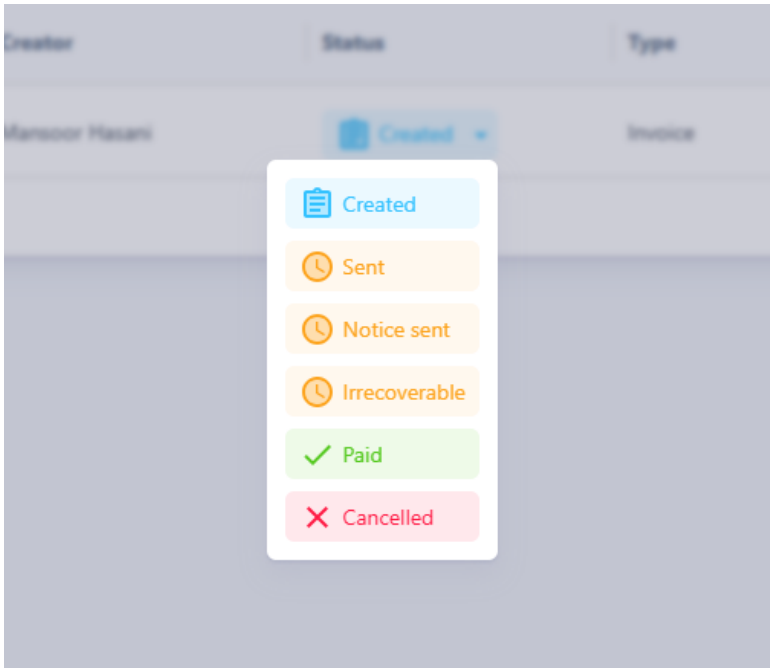 Creator Status Type
Mansoor Hasani Created Invoice
Created
Sent
Notice sent
Irrecoverable
Paid
Cancelled